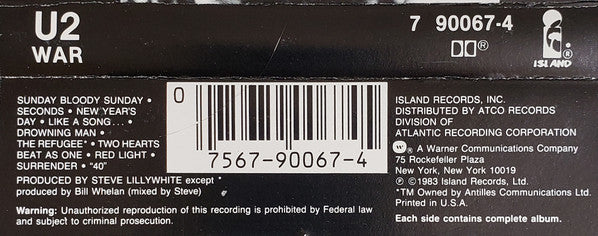 U2
WAR
7 90067-4
DD®
®
ISLAND
SUNDAY BLOODY SUNDAY •
SECONDS • NEW YEAR'S
DAY • LIKE A SONG... •
DROWNING MAN •
THE REFUGEE* • TWO HEARTS
BEAT AS ONE • RED LIGHT •
SURRENDER • "40"
PRODUCED BY STEVE LILLYWHITE except *
produced by Bill Whelan (mixed by Steve)
Warning: Unauthorized reproduction of this recording is prohibited by Federal law
and subject to criminal prosecution.
0
7567-90067-4
ISLAND RECORDS, INC.
DISTRIBUTED BY ATCO RECORDS
DIVISION OF
ATLANTIC RECORDING CORPORATION
W ® A Warner Communications Company
75 Rockefeller Plaza
New York, New York 10019
℗©1983 Island Records, Ltd.
*TM Owned by Antilles Communications Ltd.
Printed in U.S.A.
Each side contains complete album.